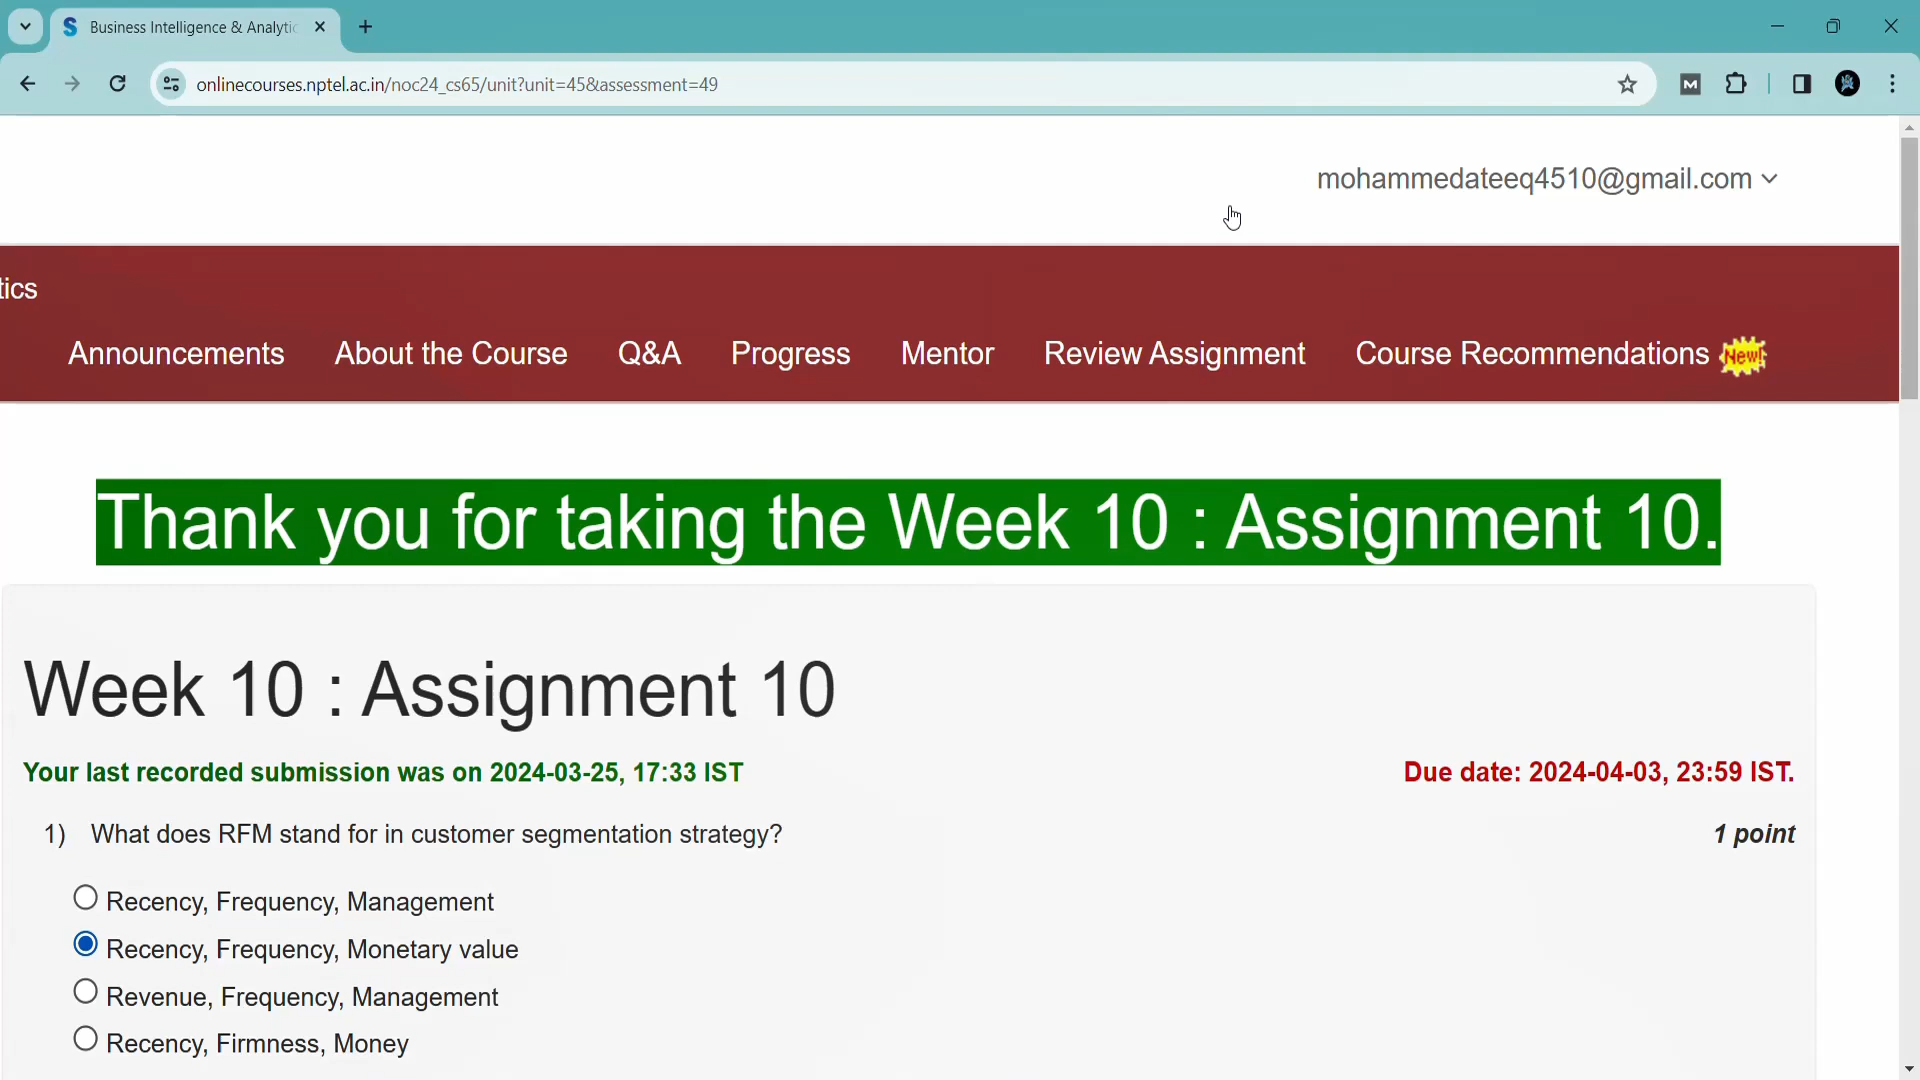 Business Intelligence & Analytic
onlinecourses.nptel.ac.in/noc24_cs65/unit?unit=45&assessment=49
mohammedateeq4510@gmail.com
tics
Announcements About the Course Q&A Progress Mentor Review Assignment Course Recommendations New!
Thank you for taking the Week 10 : Assignment 10.
Week 10 : Assignment 10
Your last recorded submission was on 2024-03-25, 17:33 IST Due date: 2024-04-03, 23:59 IST.
1) What does RFM stand for in customer segmentation strategy? 1 point
Recency, Frequency, Management
Recency, Frequency, Monetary value
Revenue, Frequency, Management
Recency, Firmness, Money